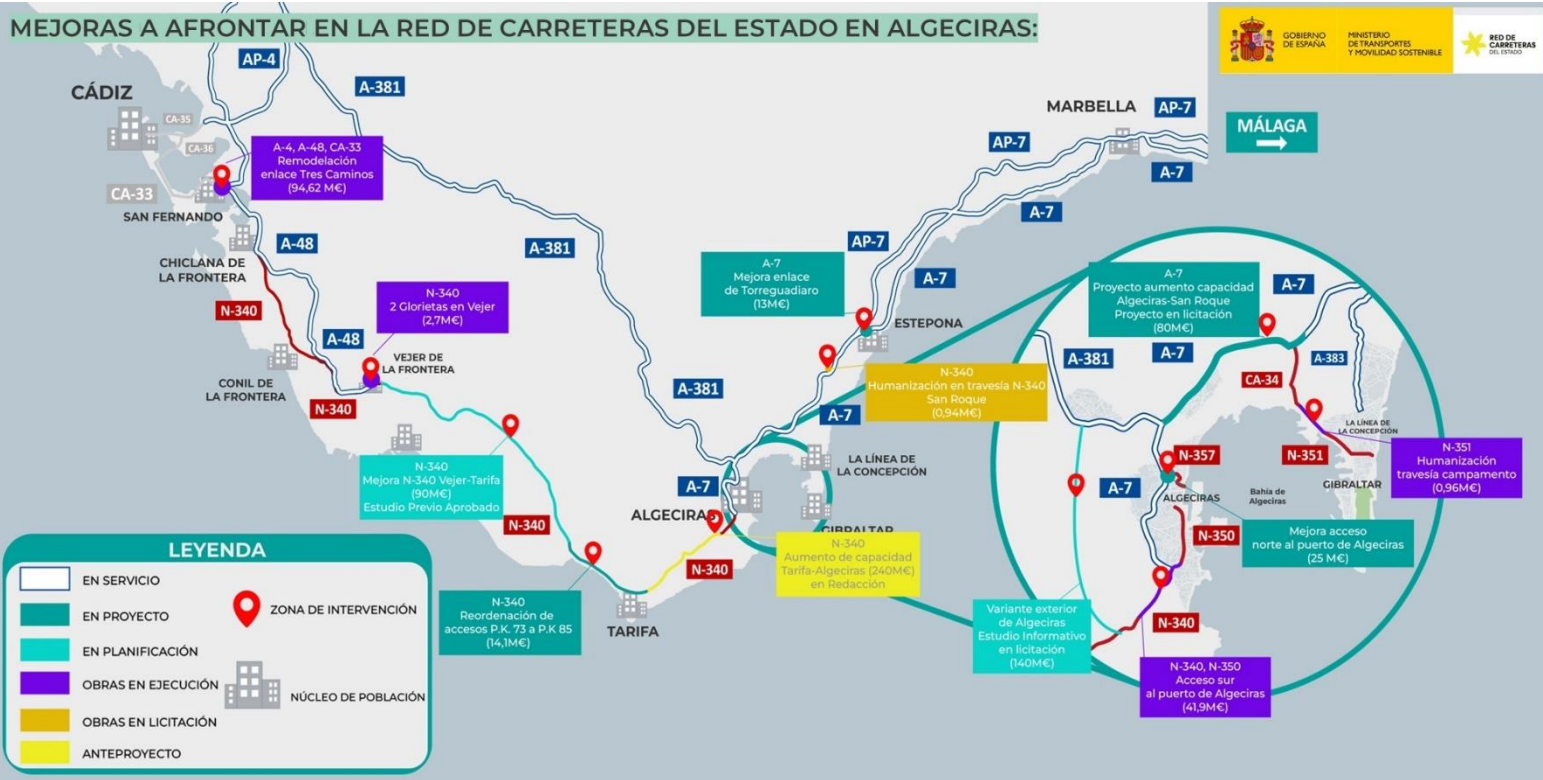 MEJORAS A AFRONTAR EN LA RED DE CARRETERAS DEL ESTADO EN ALGECIRAS:
GOBIERNO
DE ESPAÑA
MINISTERIO
DE TRANSPORTES
Y MOVILIDAD SOSTENIBLE
RED DE
CARRETERAS
DEL ESTADO
AP-4
A-381
CÁDIZ
CA-35
CA-36
CA-33
A-4, A-48, CA-33
Remodelación
enlace Tres Caminos
(94,62 M€)
SAN FERNANDO
A-48
CHICLANA DE
LA FRONTERA
N-340
A-48
N-340
2 Glorietas en Vejer
(2,7M€)
VEJER DE
LA FRONTERA
CONIL DE
LA FRONTERA
N-340
A-381
A-381
MARBELLA
AP-7
AP-7
A-7
A-7
MÁLAGA
AP-7
A-7
A-7
Mejora enlace
de Torreguadiaro
(13M€)
ESTEPONA
N-340
Humanización en travesía N-340
San Roque
(0,94M€)
A-7
LA LÍNEA DE
LA CONCEPCIÓN
A-7
ALGECIRAS
GIBRALTAR
N-340
Mejora N-340 Vejer-Tarifa
(90M€)
Estudio Previo Aprobado
N-340
N-340
N-340
Aumento de capacidad
Tarifa-Algeciras (240M€)
en Redacción
N-340
Reordenación de
accesos P.K. 73 a P.K 85
(14,1M€)
TARIFA
A-7
Proyecto aumento capacidad
Algeciras-San Roque
Proyecto en licitación
(80M€)
A-7
A-7
A-381
A-383
CA-34
LA LÍNEA DE
LA CONCEPCIÓN
N-357
N-351
N-351
Humanización
travesía campamento
(0,96M€)
A-7
ALGECIRAS
Bahía de
Algeciras
GIBRALTAR
N-350
Mejora acceso
norte al puerto de Algeciras
(25 M€)
Variante exterior
de Algeciras
Estudio Informativo
en licitación
(140M€)
N-340
N-340, N-350
Acceso sur
al puerto de Algeciras
(41,9M€)
LEYENDA
EN SERVICIO
EN PROYECTO
EN PLANIFICACIÓN
OBRAS EN EJECUCIÓN
OBRAS EN LICITACIÓN
ANTEPROYECTO
ZONA DE INTERVENCIÓN
NÚCLEO DE POBLACIÓN